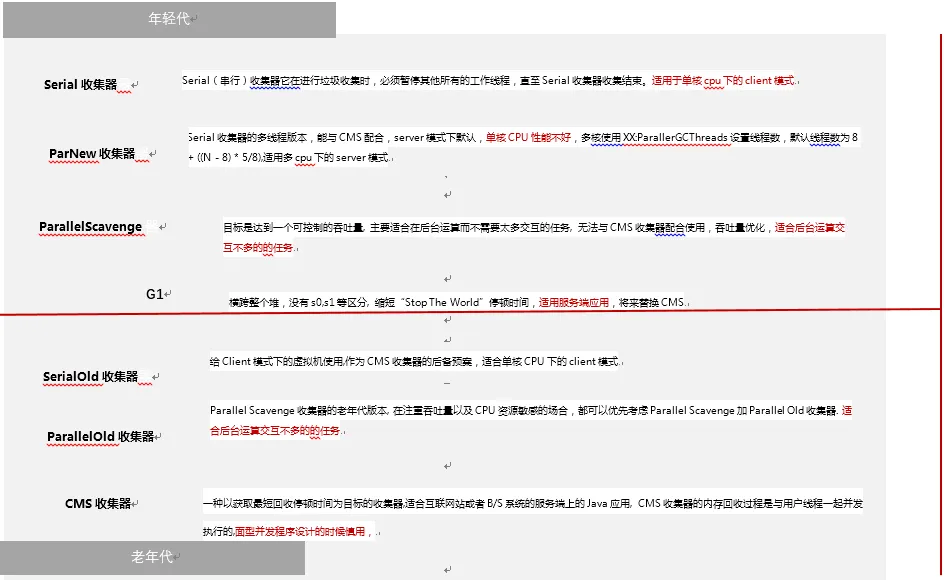 年轻代
Serial 收集器
Serial（串行）收集器它在进行垃圾收集时，必须暂停其他所有的工作线程，直至 Serial 收集器收集结束。适用于单核 cpu 下的 client 模式.
ParNew 收集器
Serial 收集器的多线程版本，能与 CMS 配合，server 模式下默认，单核 CPU 性能不好，多核使用 XX:ParallerGCThreads 设置线程数，默认线程数为 8
+ ((N - 8) * 5/8),适用多 cpu 下的 server 模式.
ParallelScavenge
目标是达到一个可控制的吞吐量, 主要适合在后台运算而不需要太多交互的任务, 无法与 CMS 收集器配合使用，吞吐量优化，适合后台运算交
互不多的的任务.
G1
横跨整个堆，没有 s0,s1 等区分, 缩短“Stop The World”停顿时间，适用服务端应用，将来替换 CMS.
给 Client 模式下的虚拟机使用,作为 CMS 收集器的后备预案，适合单核 CPU 下的 client 模式.
SerialOld 收集器
Parallel Scavenge 收集器的老年代版本, 在注重吞吐量以及 CPU 资源敏感的场合，都可以优先考虑 Parallel Scavenge 加 Parallel Old 收集器. 适
合后台运算交互不多的的任务.
ParallelOld 收集器
CMS 收集器
一种以获取最短回收停顿时间为目标的收集器,适合互联网站或者 B/S 系统的服务端上的 Java 应用, CMS 收集器的内存回收过程是与用户线程一起并发
执行的,面型并发程序设计的时候慎用，.
老年代